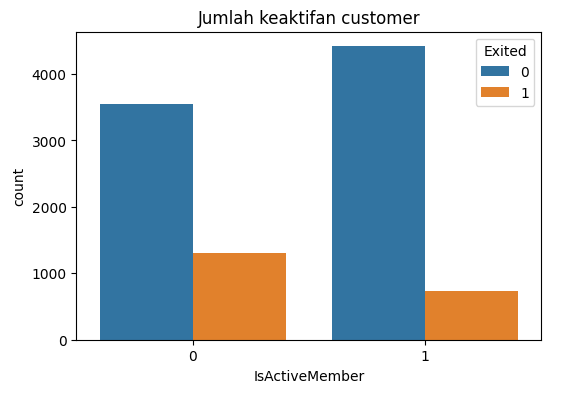 Jumlah keaktifan customer
Exited
0
1
4000
3000
2000
1000
0
count
0 1
IsActiveMember